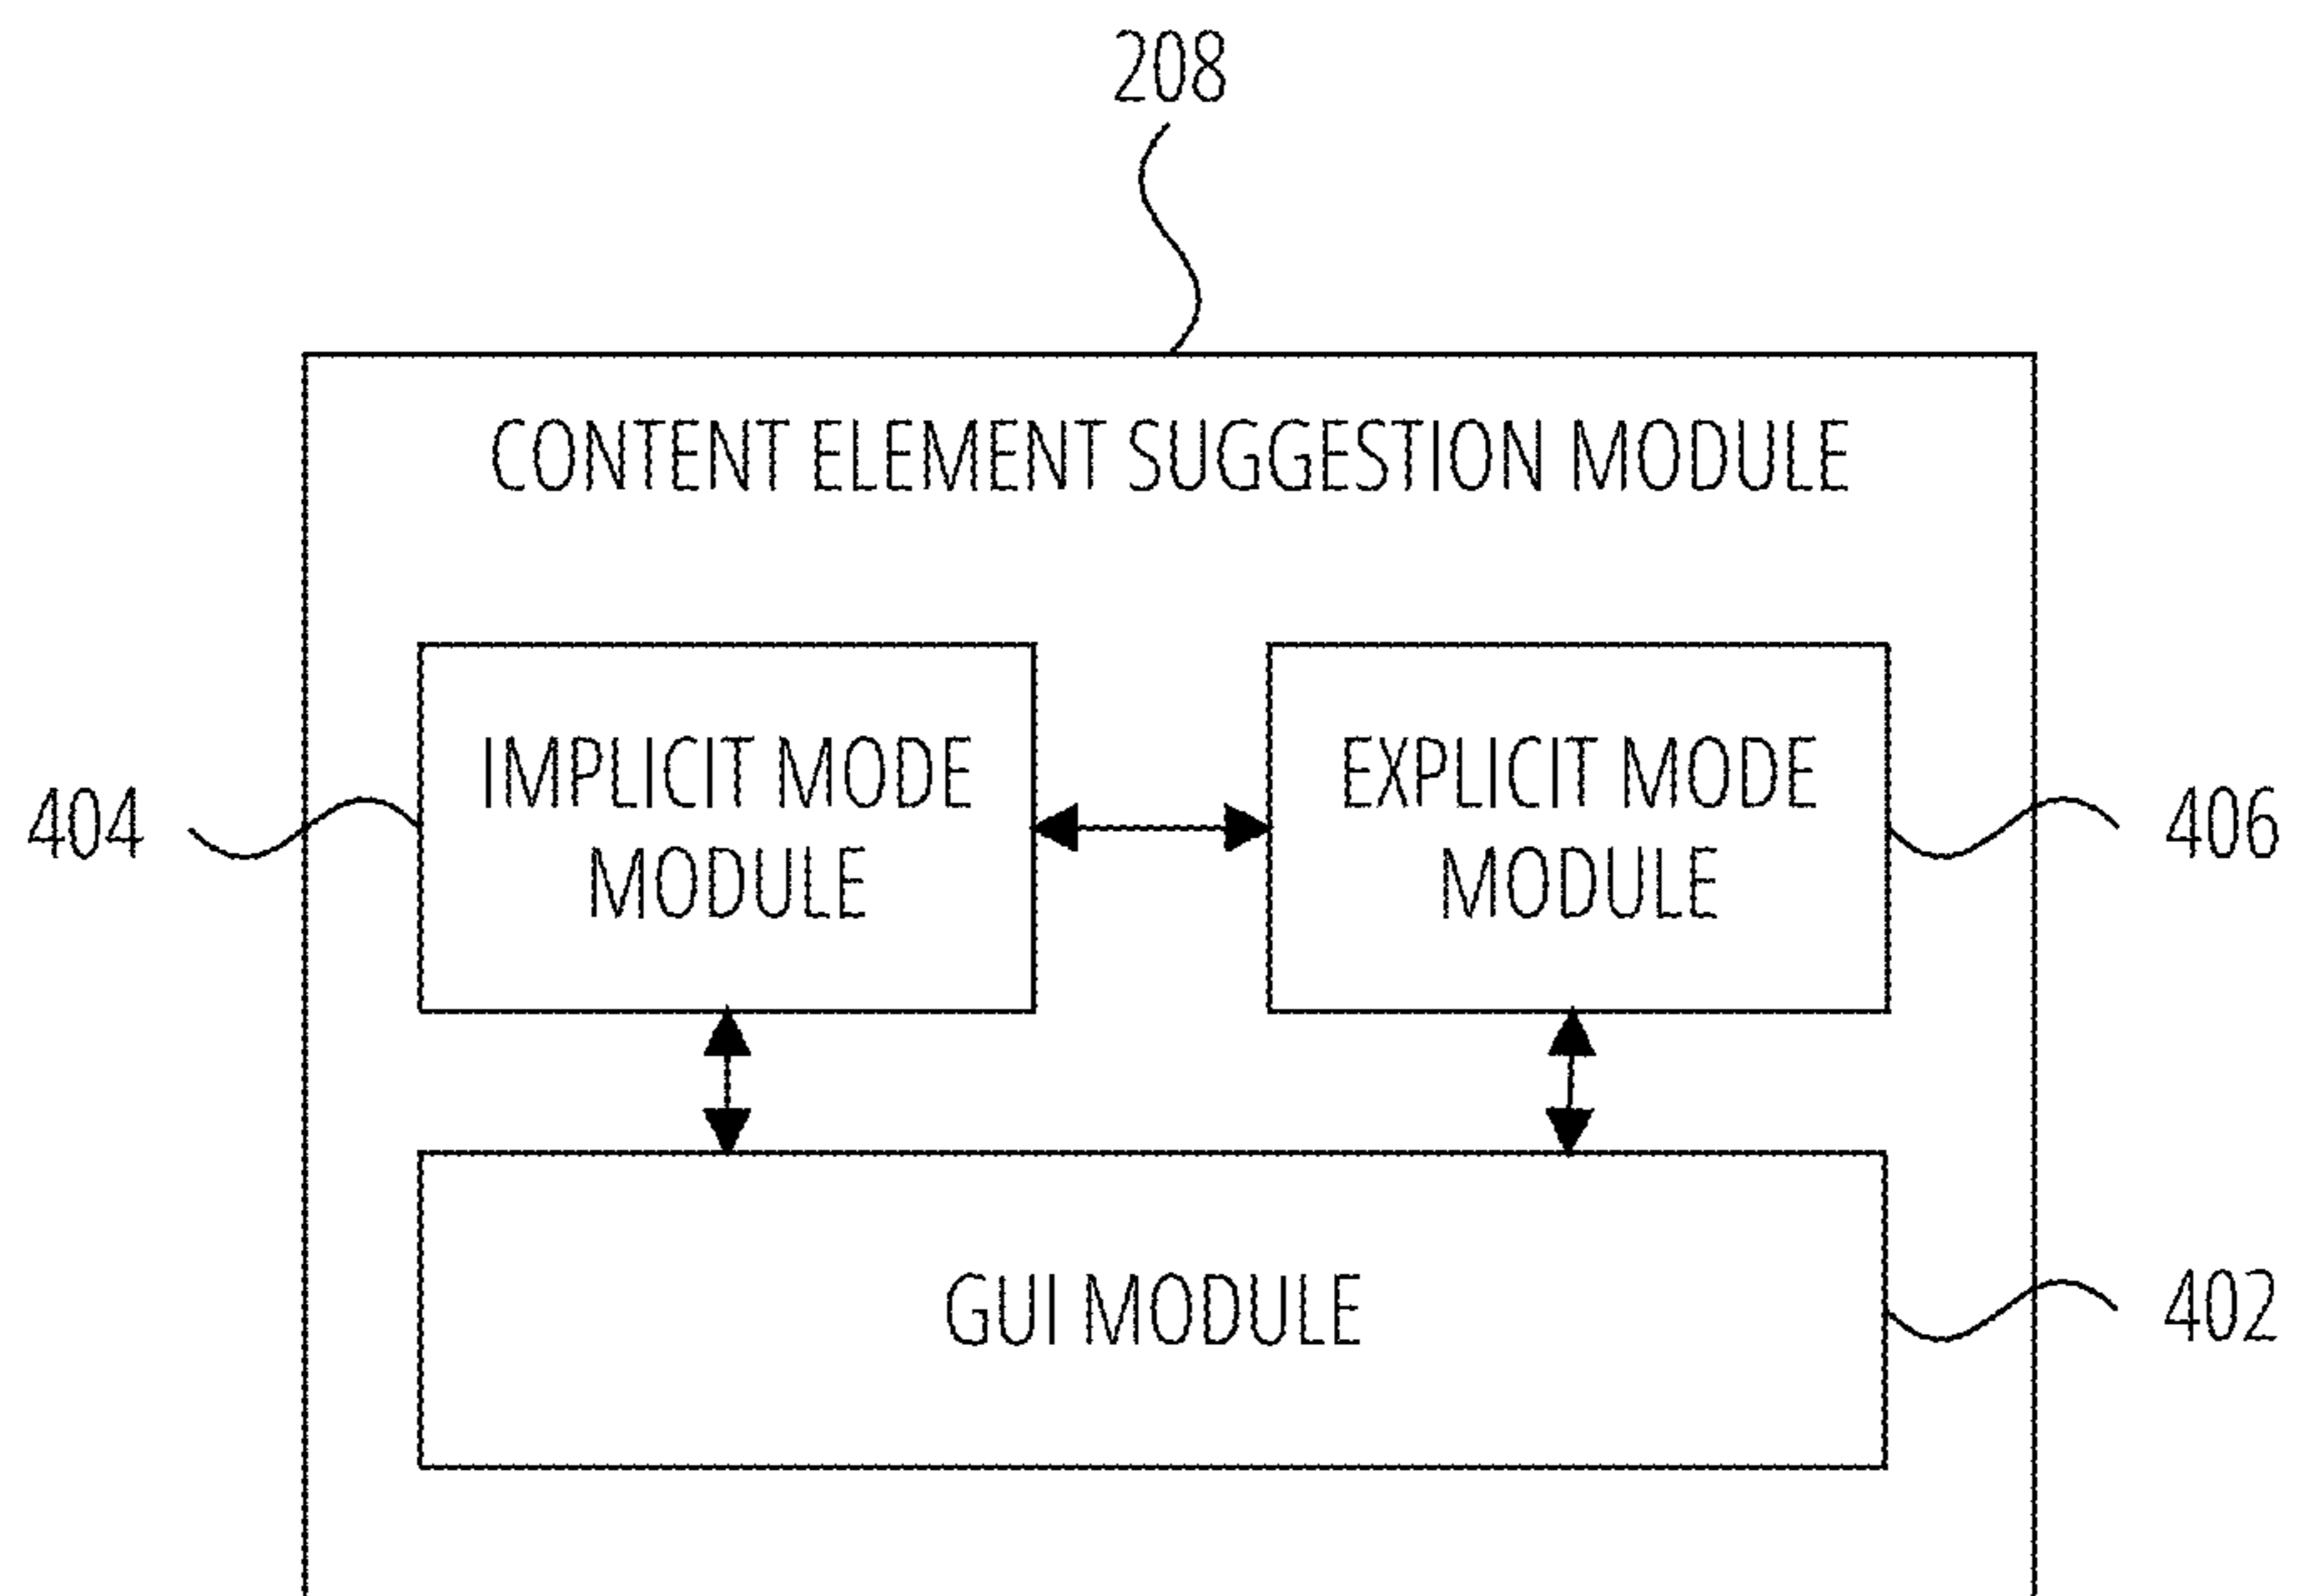 208
CONTENT ELEMENT SUGGESTION MODULE
IMPLICIT MODE
MODULE
EXPLICIT MODE
MODULE
404
406
GUI MODULE
402